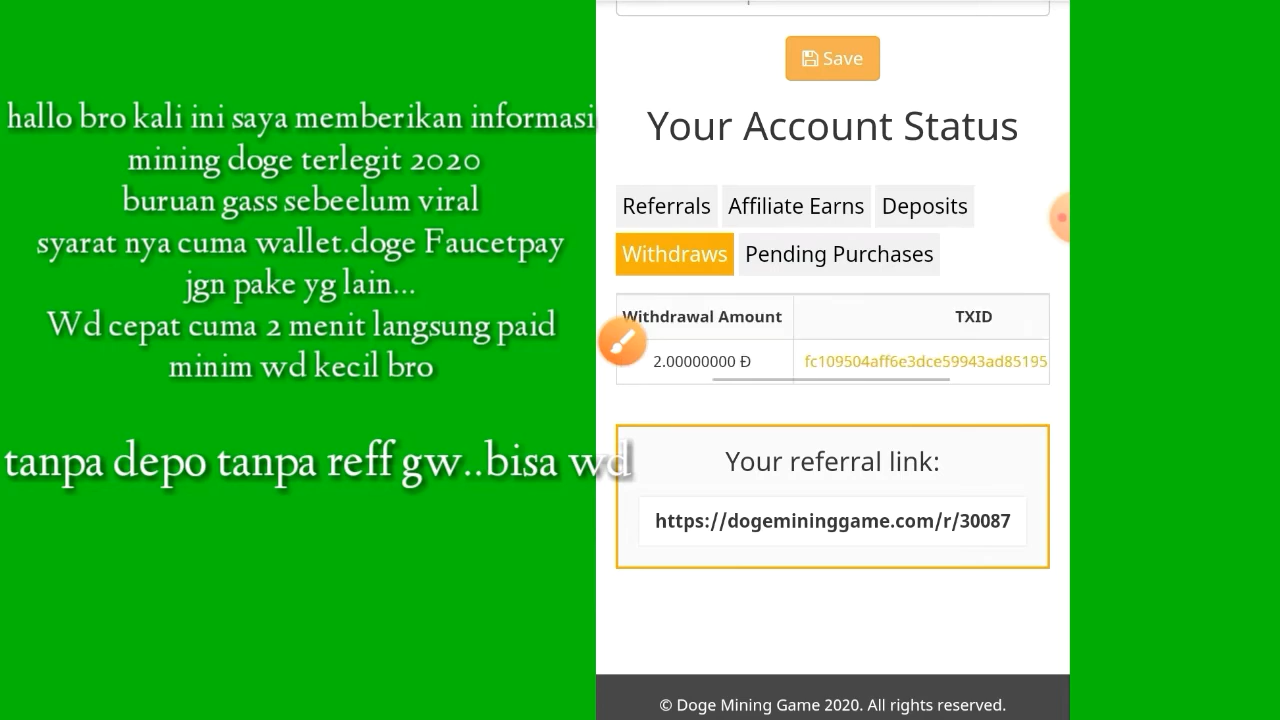 hallo bro kali ini saya memberikan informasi
mining doge terlegit 2020
buruan gass sebeelum viral
syarat nya cuma wallet.doge Faucetpay
jgn pake yg lain...
Wd cepat cuma 2 menit langsung paid
minim wd kecil bro
tanpa depo tanpa reff gw..bisa wd
Save
Your Account Status
Referrals Affiliate Earns Deposits
Withdraws Pending Purchases
Withdrawal Amount TXID
2.00000000 Ð fc109504aff6e3dce59943ad85195
Your referral link:
https://dogemininggame.com/r/30087
© Doge Mining Game 2020. All rights reserved.